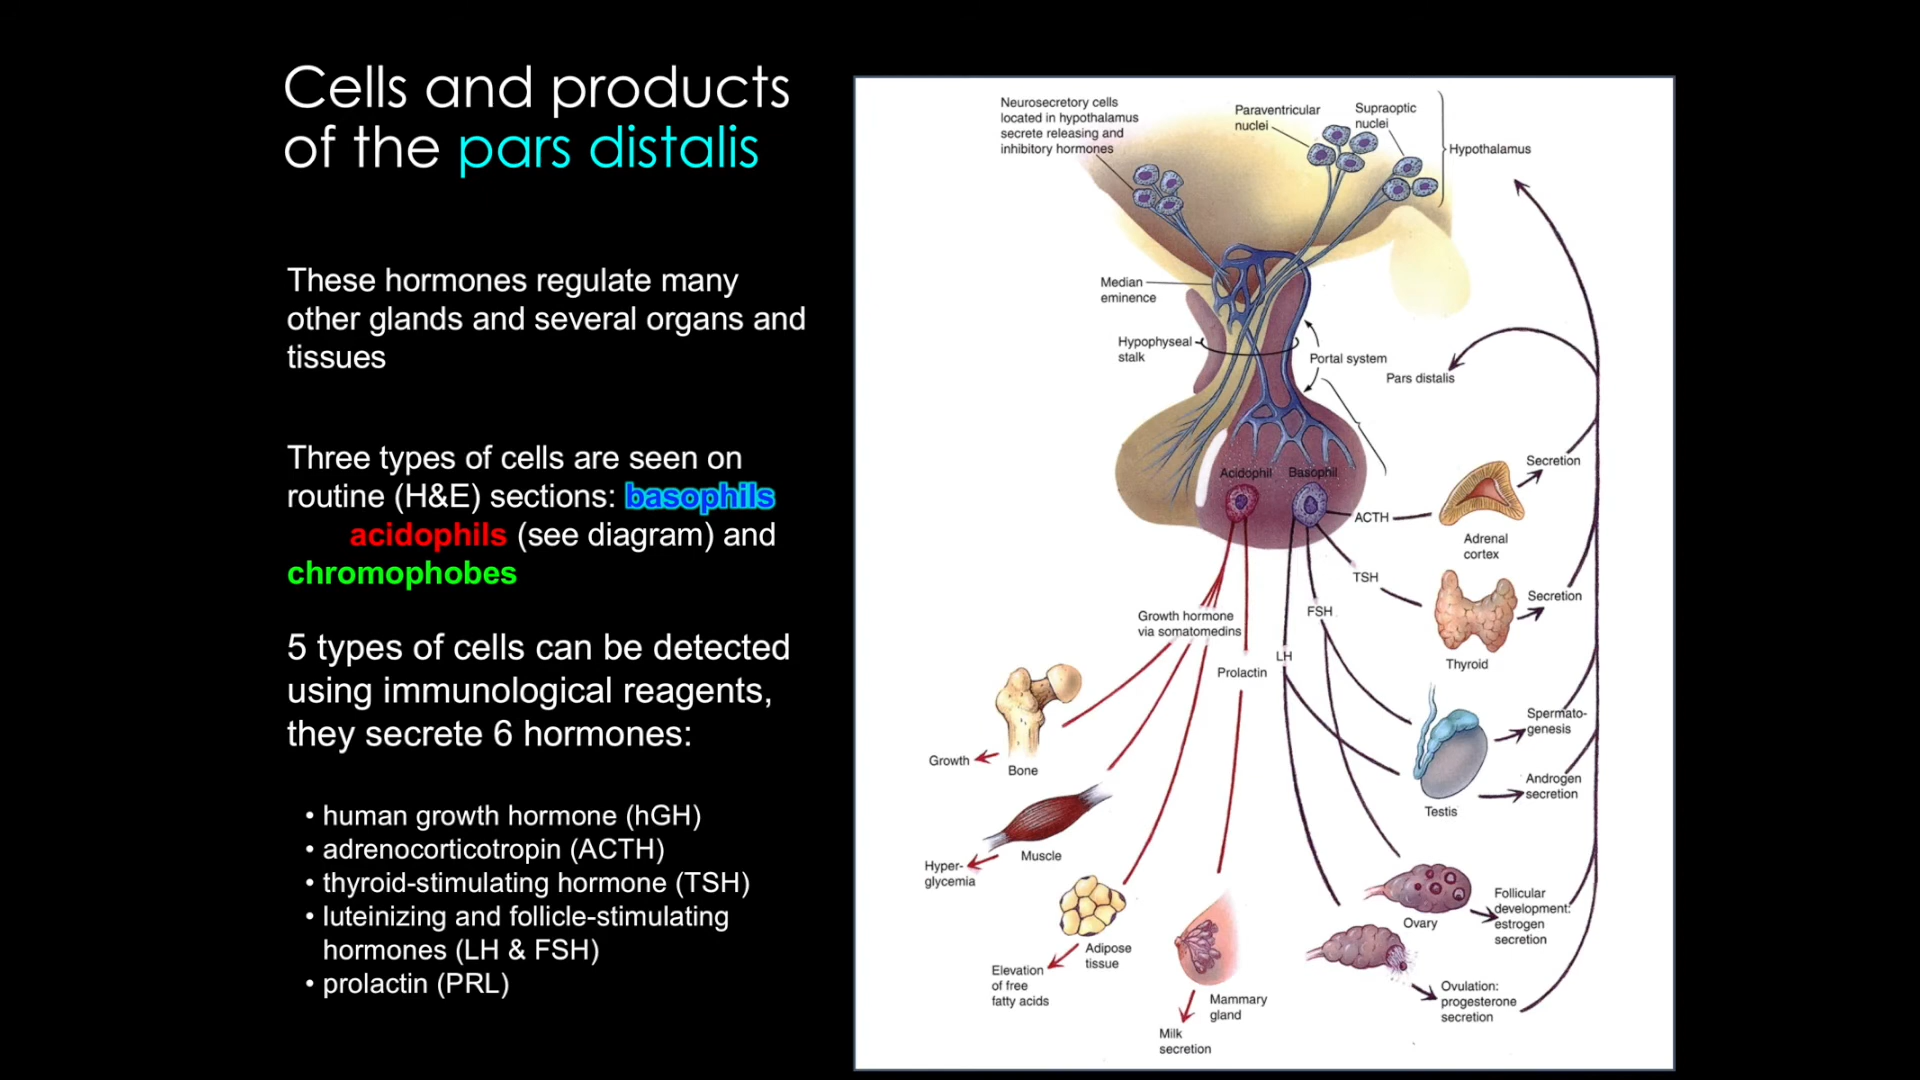 Cells and products
of the pars distalis
These hormones regulate many
other glands and several organs and
tissues
Three types of cells are seen on
routine (H&E) sections: basophils
acidophils (see diagram) and
chromophobes
5 types of cells can be detected
using immunological reagents,
they secrete 6 hormones:
• human growth hormone (hGH)
• adrenocorticotropin (ACTH)
• thyroid-stimulating hormone (TSH)
• luteinizing and follicle-stimulating
hormones (LH & FSH)
• prolactin (PRL)
Neurosecretory cells
located in hypothalamus
secrete releasing and
inhibitory hormones
Paraventricular
nuclei
Supraoptic
nuclei
Hypothalamus
Median
eminence
Hypophyseal
stalk
Portal system
Pars distalis
Acidophil
Basophil
Secretion
ACTH
Adrenal
cortex
TSH
Secretion
FSH
Thyroid
Growth hormone
via somatomedins
LH
Prolactin
Spermato-
genesis
Androgen
secretion
Testis
Growth
Bone
Muscle
Hyper-
glycemia
Adipose
tissue
Elevation
of free
fatty acids
Mammary
gland
Milk
secretion
Ovary
Follicular
development:
estrogen
secretion
Ovulation:
progesterone
secretion